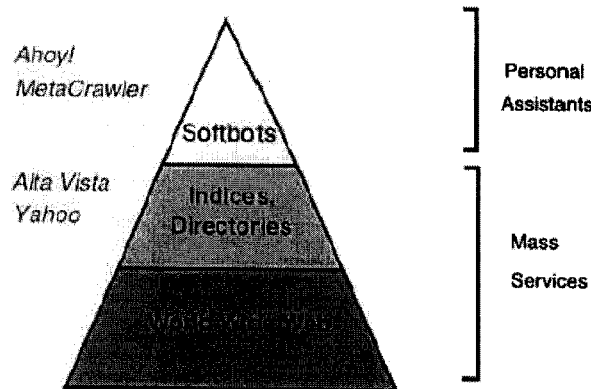 Ahoy!
MetaCrawler
Personal
Assistants
Softbots
Alta Vista
Yahoo
Indices,
Directories
Mass
Services